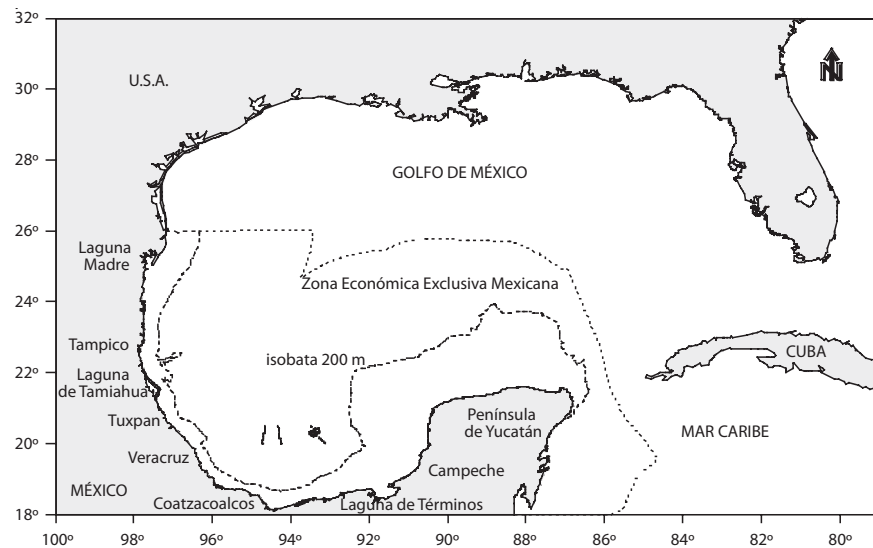 32º
30º
28º
26º
24º
22º
20º
18º
U.S.A.
N
GOLFO DE MÉXICO
Laguna
Madre
Zona Económica Exclusiva Mexicana
Tampico
isobata 200 m
CUBA
Laguna
de Tamiahua
Tuxpan
Península
de Yucatán
MAR CARIBE
Veracruz
Campeche
MÉXICO
Coatzacoalcos
Laguna de Términos
100º 98º 96º 94º 92º 90º 88º 86º 84º 82º 80º